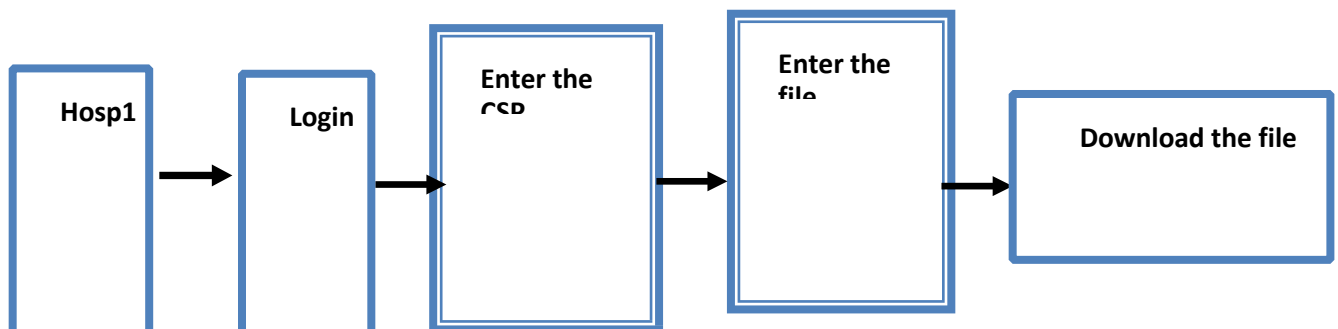 Hosp1
Login
Enter the
CSP
Enter the
file
Download the file